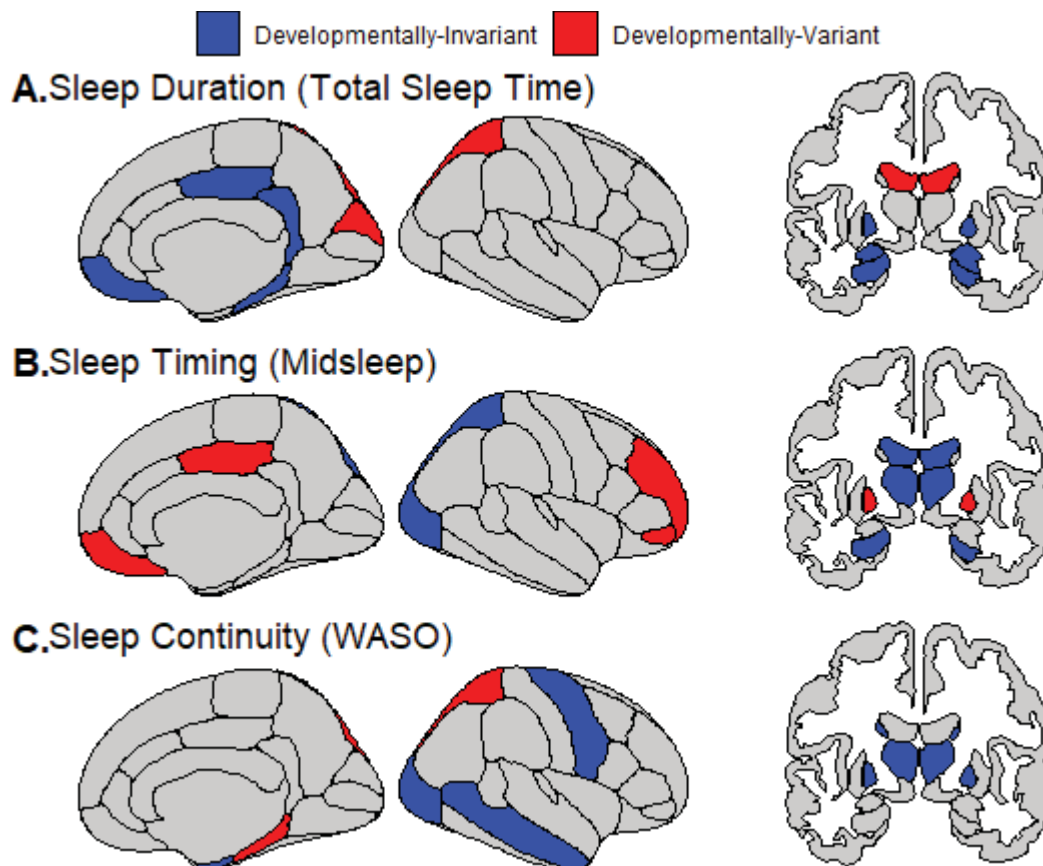 Developmentally-Invariant Developmentally-Variant
A. Sleep Duration (Total Sleep Time)
B. Sleep Timing (Midsleep)
C. Sleep Continuity (WASO)